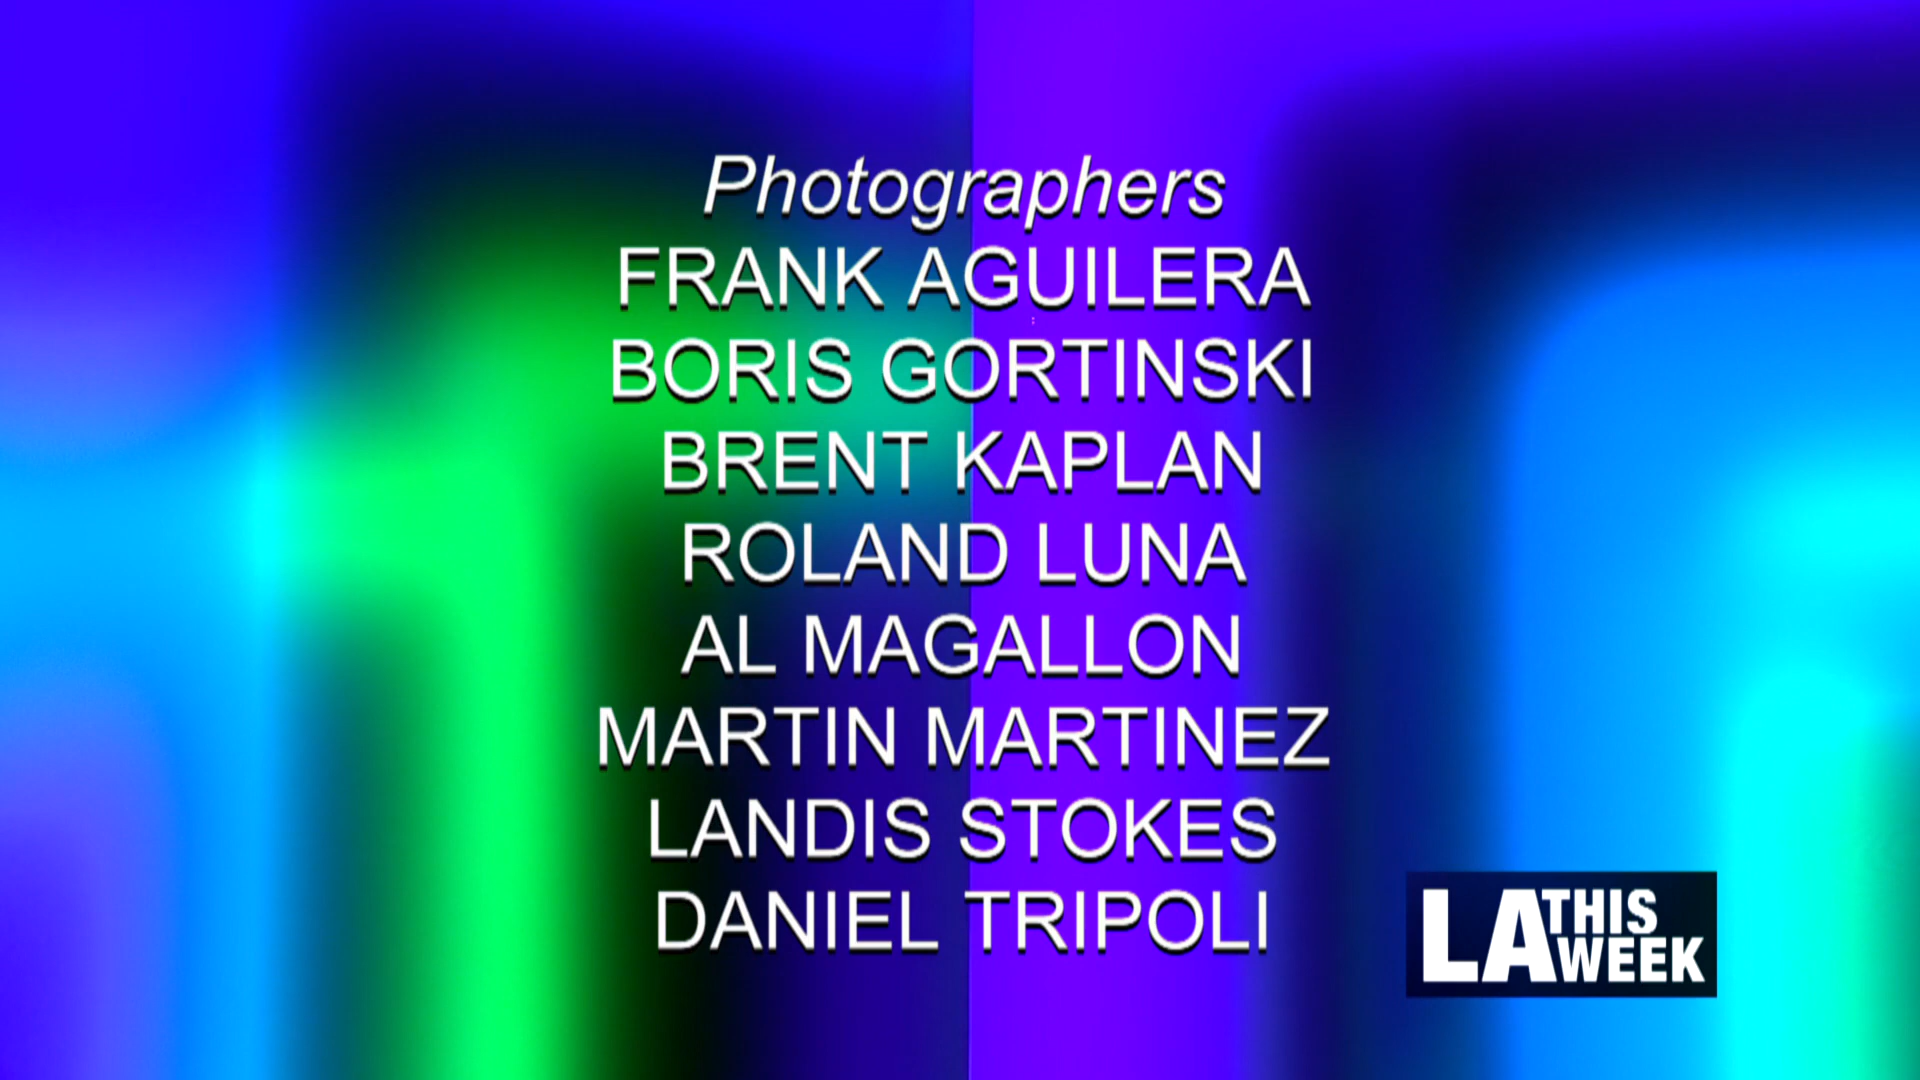 Photographers
FRANK AGUILERA
BORIS GORTINSKI
BRENT KAPLAN
ROLAND LUNA
AL MAGALLON
MARTIN MARTINEZ
LANDIS STOKES
DANIEL TRIPOLI
LA THIS
WEEK